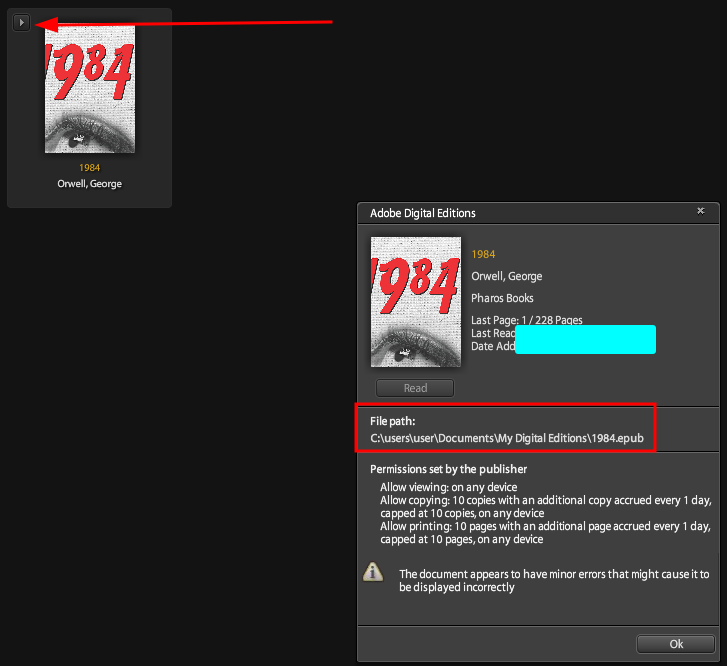 1984
1984
Orwell, George
Adobe Digital Editions
1984
1984
Orwell, George
Pharos Books
Last Page: 1 / 228 Pages
Last Read
Date Add
Read
File path:
C:\users\user\Documents\My Digital Editions\1984.epub
Permissions set by the publisher
Allow viewing: on any device
Allow copying: 10 copies with an additional copy accrued every 1 day,
capped at 10 copies, on any device
Allow printing: 10 pages with an additional page accrued every 1 day,
capped at 10 pages, on any device
The document appears to have minor errors that might cause it to
be displayed incorrectly
Ok